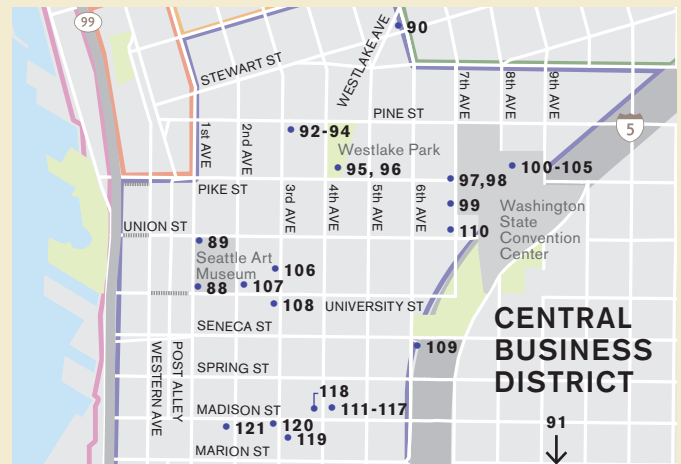 99
90
STEWART ST
WESTLAKE AVE
7th AVE
8th AVE
9th AVE
PINE ST
5
1st AVE
2nd AVE
92-94
Westlake Park
95, 96
100-105
PIKE ST
3rd AVE
4th AVE
5th AVE
6th AVE
97,98
99
Washington
State
Convention
Center
UNION ST
110
89
Seattle Art
Museum
106
88
107
108
UNIVERSITY ST
SENECA ST
CENTRAL
BUSINESS
DISTRICT
109
POST ALLEY
WESTERN AVE
SPRING ST
118
MADISON ST
111-117
121
120
119
91
MARION ST